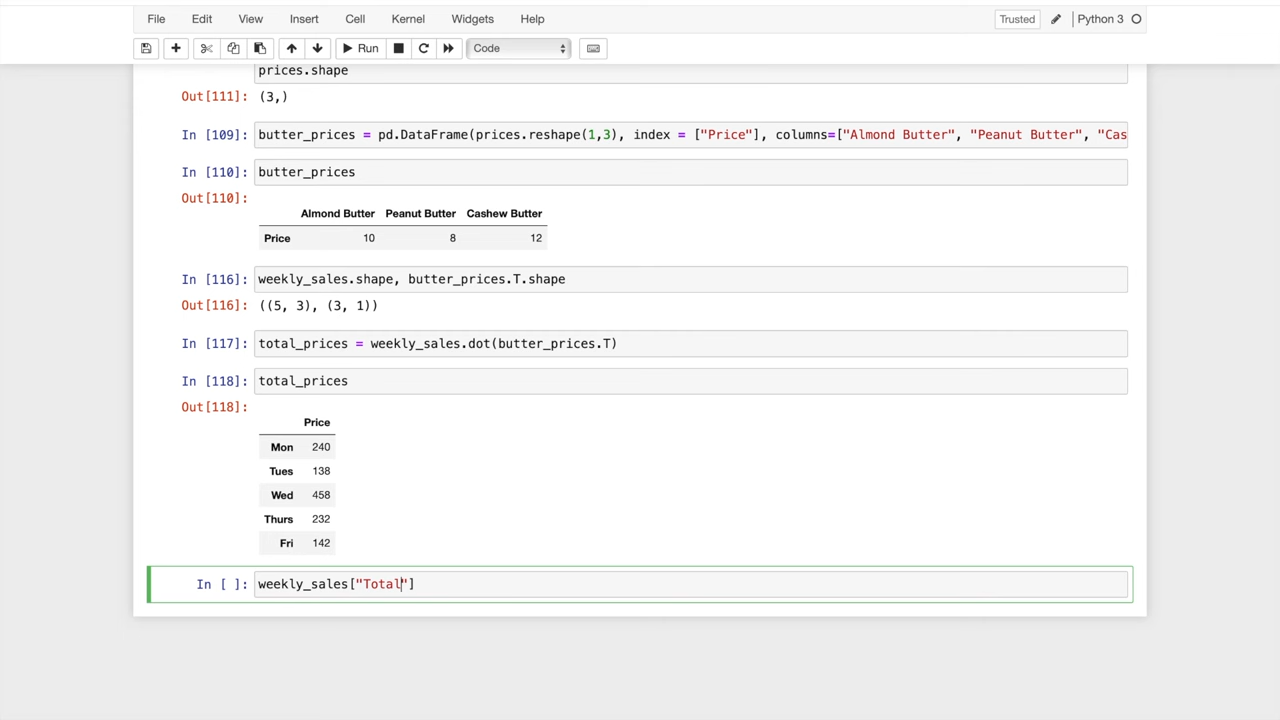 File Edit View Insert Cell Kernel Widgets Help Trusted Python 3
Run Code
prices.shape
Out[111]: (3,)
In [109]: butter_prices = pd.DataFrame(prices.reshape(1,3), index = ["Price"], columns=["Almond Butter", "Peanut Butter", "Cas
In [110]: butter_prices
Out[110]:
Almond Butter Peanut Butter Cashew Butter
Price 10 8 12
In [116]: weekly_sales.shape, butter_prices.T.shape
Out[116]: ((5, 3), (3, 1))
In [117]: total_prices = weekly_sales.dot(butter_prices.T)
In [118]: total_prices
Out[118]:
Price
Mon 240
Tues 138
Wed 458
Thurs 232
Fri 142
In [ ]: weekly_sales["Total"]